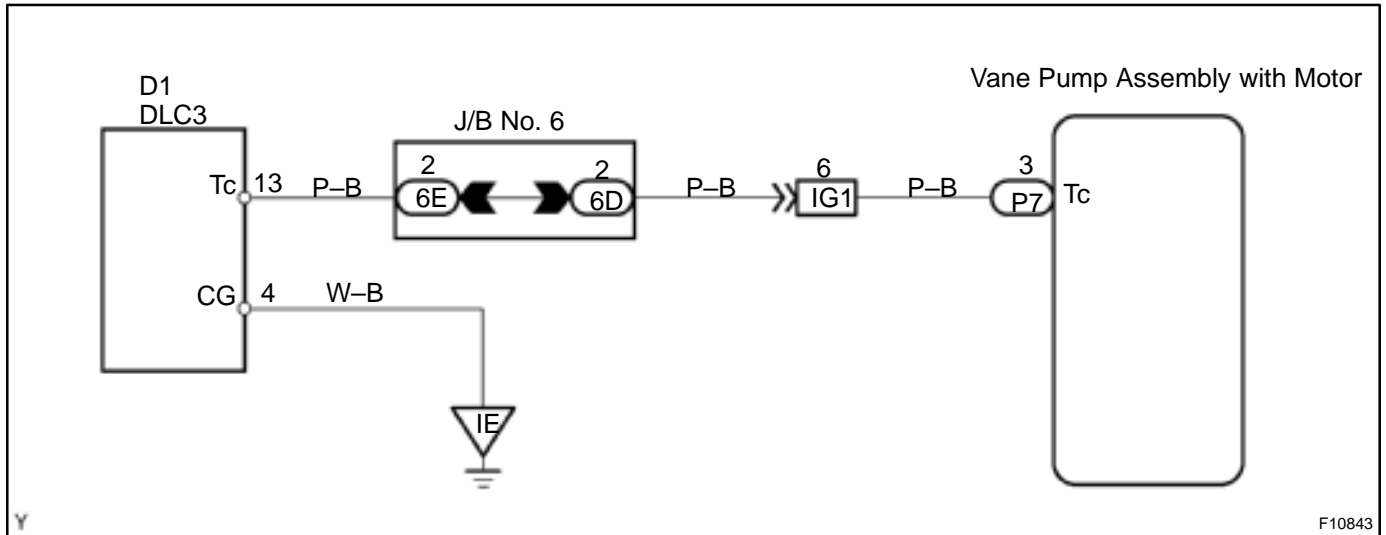 Vane Pump Assembly with Motor
D1
DLC3
J/B No. 6
Tc 13 P–B 2 6E 2 6D P–B 6 IG1 P–B 3 P7 Tc
CG 4 W–B
IE
Y
F10843